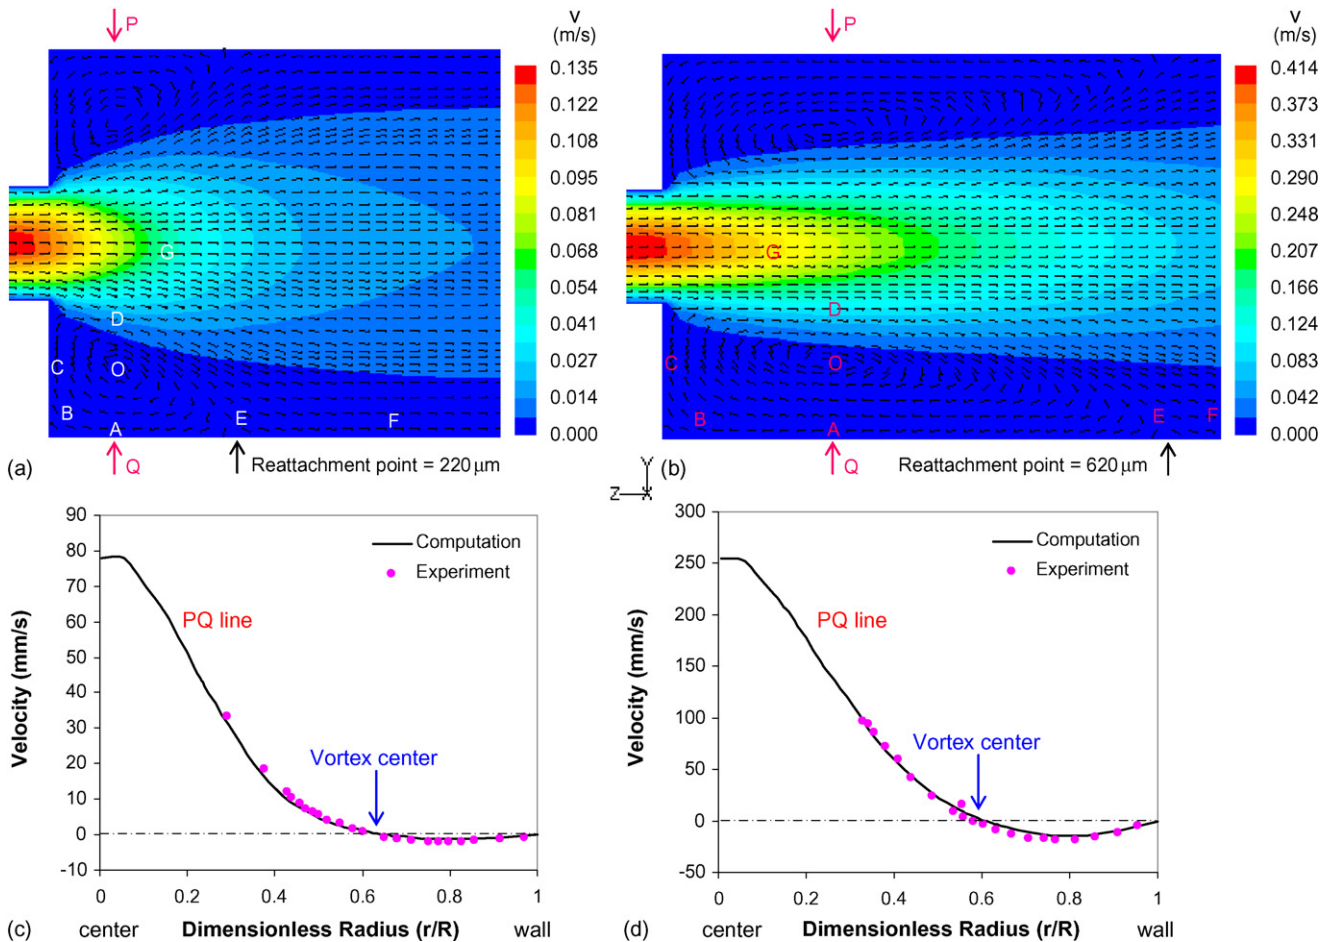 P
V
(m/s)
0.135
0.122
0.108
0.095
0.081
0.068
0.054
0.041
0.027
0.014
0.000
G
D
C
O
B
A
E
F
(a)
Q
Reattachment point = 220 µm
P
V
(m/s)
0.414
0.373
0.331
0.290
0.248
0.207
0.166
0.124
0.083
0.042
0.000
G
D
C
O
B
A
E
F
Q
Reattachment point = 620 µm
(b)
Y
Z
X
90
80
70
60
50
40
30
20
10
0
-10
Velocity (mm/s)
Computation
Experiment
PQ line
Vortex center
0
0.2
0.4
0.6
0.8
1
(c)
center
Dimensionless Radius (r/R)
wall
300
250
200
150
100
50
0
-50
Velocity (mm/s)
Computation
Experiment
PQ line
Vortex center
0
0.2
0.4
0.6
0.8
1
(d)
center
Dimensionless Radius (r/R)
wall